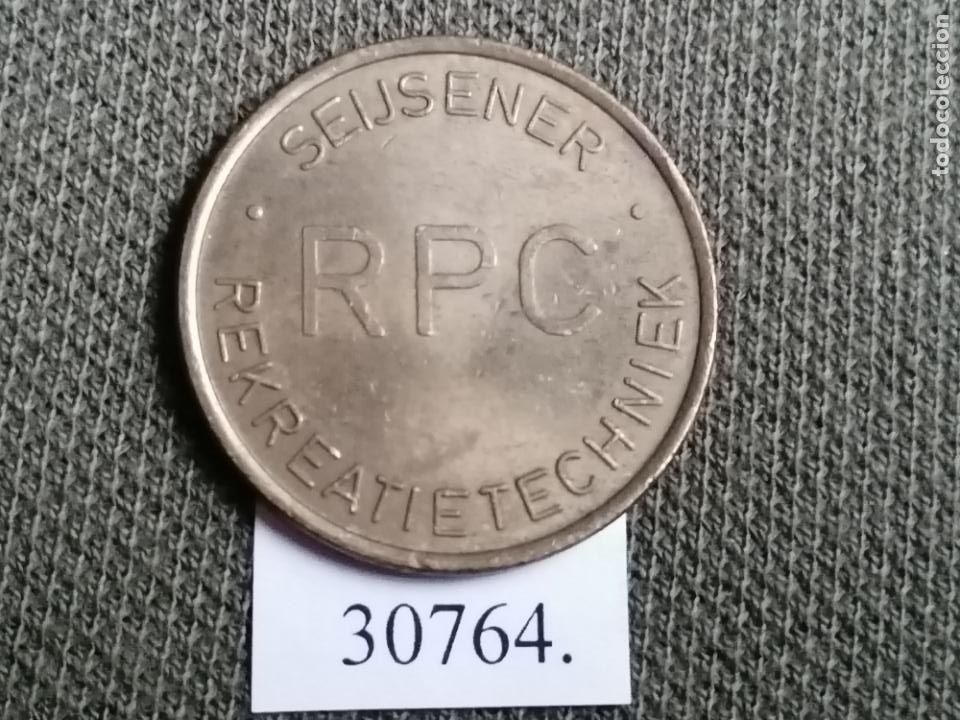 SEIJSENER
RPC
REKREATIETECHNIEK
30764.
todocoleccion